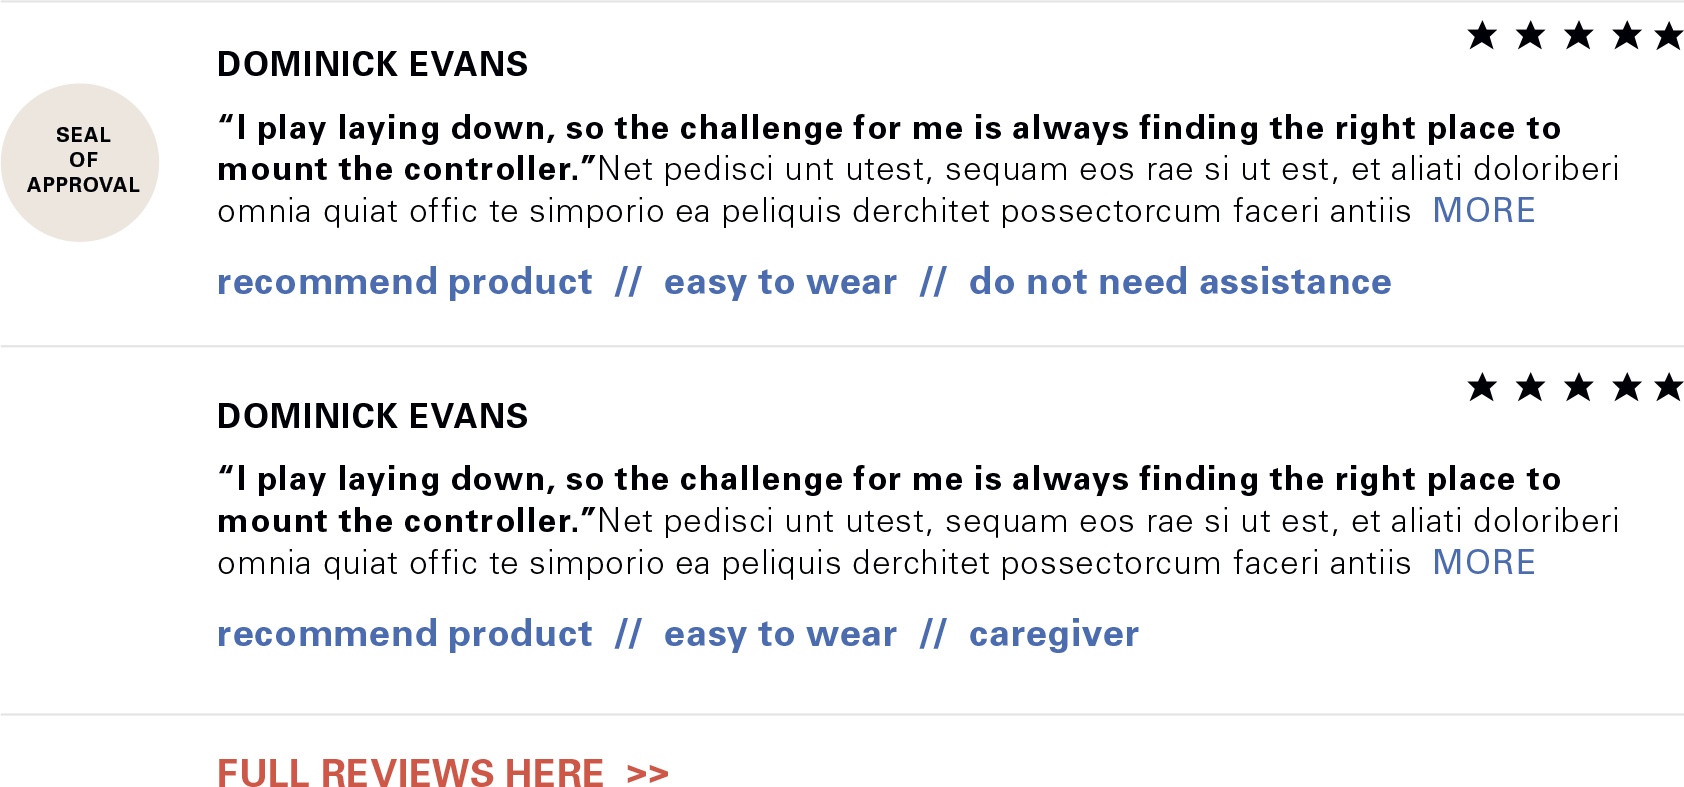 DOMINICK EVANS
SEAL
OF
APPROVAL
“I play laying down, so the challenge for me is always finding the right place to
mount the controller.”Net pedisci unt utest, sequam eos rae si ut est, et aliati doloriberi
omnia quiat offic te simporio ea peliquis derchitet possectorcum faceri antiis MORE
recommend product // easy to wear // do not need assistance
DOMINICK EVANS
“I play laying down, so the challenge for me is always finding the right place to
mount the controller.”Net pedisci unt utest, sequam eos rae si ut est, et aliati doloriberi
omnia quiat offic te simporio ea peliquis derchitet possectorcum faceri antiis MORE
recommend product // easy to wear // caregiver
FULL REVIEWS HERE >>